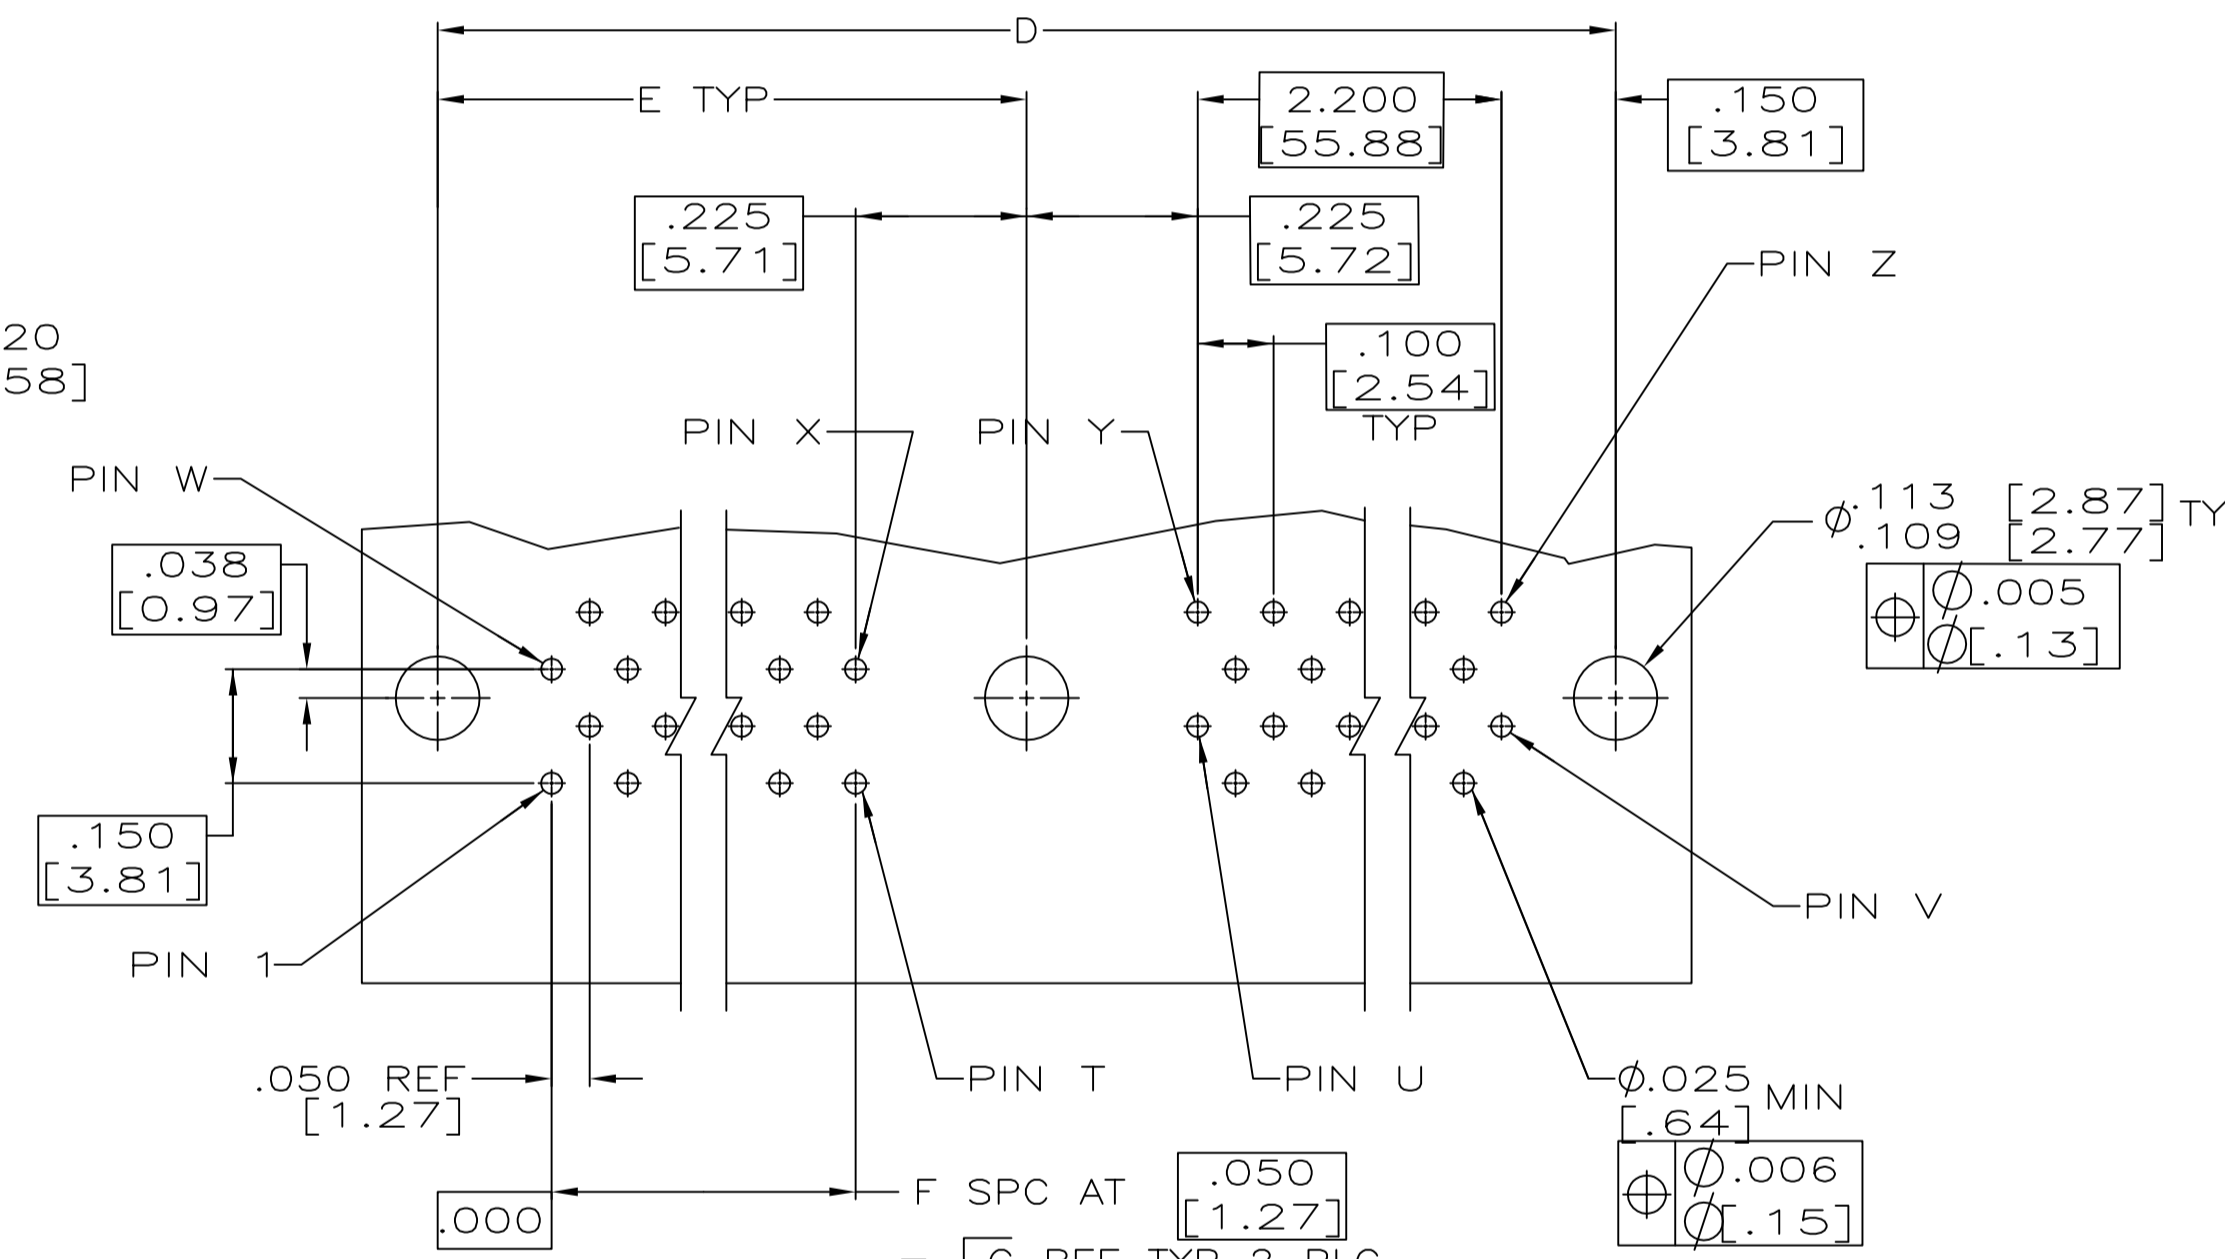 D
E TYP
2.200
[55.88]
.150
[3.81]
.225
[5.71]
.225
[5.72]
PIN Z
20
58]
.100
[2.54]
TYP
PIN X
PIN Y
PIN W
⌀.113 [2.87] TY
.109 [2.77]
⌖ ⌀.005
⌀[.13]
.038
[0.97]
.150
[3.81]
PIN V
PIN 1
.050 REF
[1.27]
PIN T
PIN U
⌀.025 MIN
[.64]
⌖ ⌀.006
⌀[.15]
F SPC AT .050
[1.27]
.000